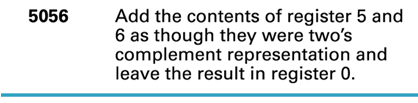 5056 Add the contents of register 5 and
6 as though they were two's
complement representation and
leave the result in register 0.